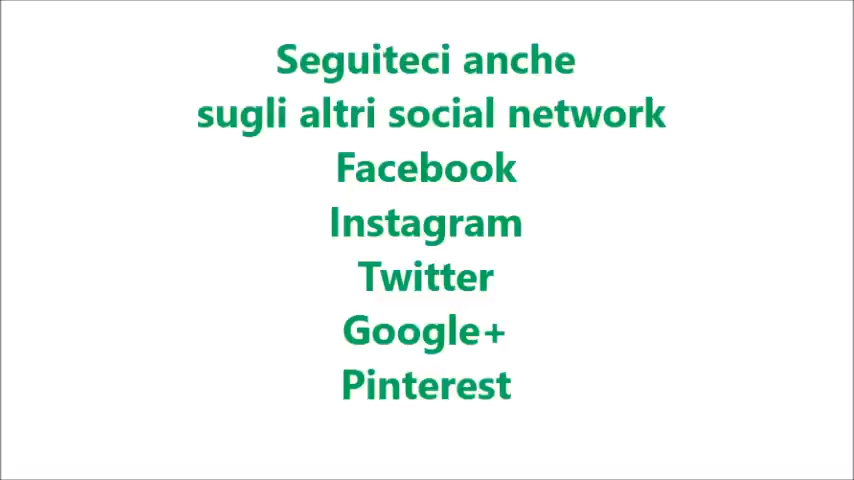 Seguiteci anche
sugli altri social network
Facebook
Instagram
Twitter
Google+
Pinterest